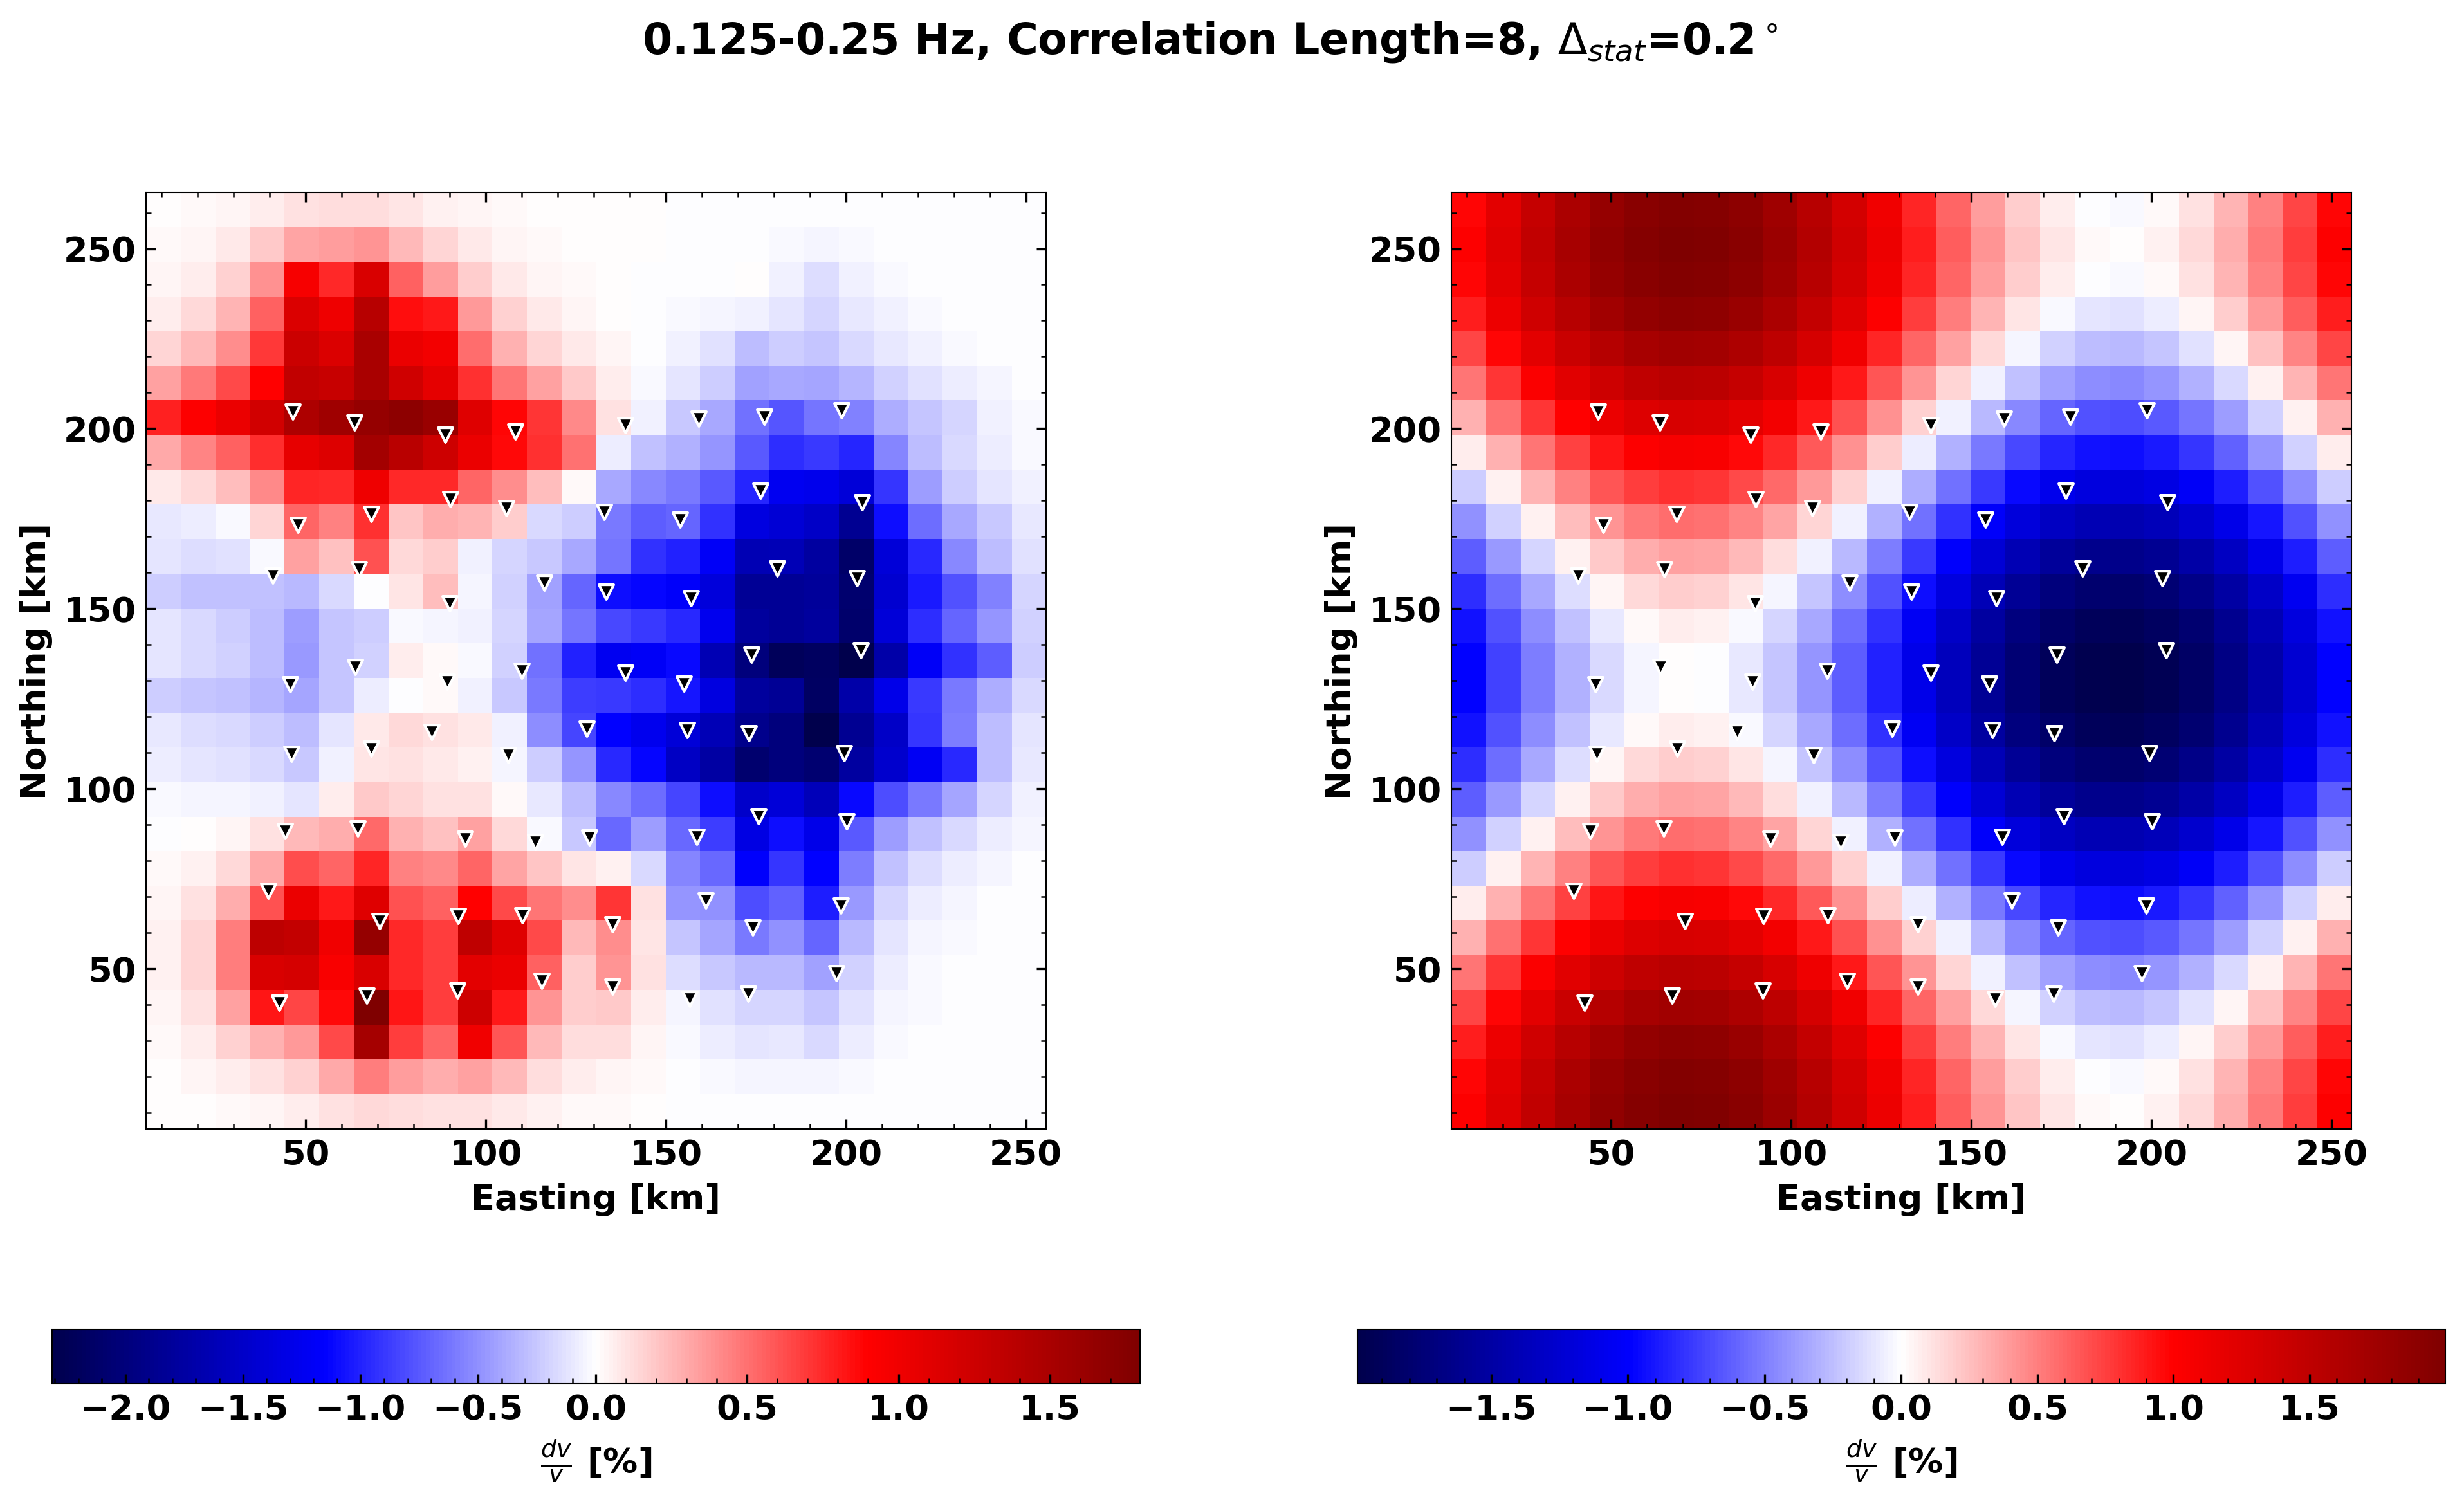 0.125-0.25 Hz, Correlation Length=8, Δstat=0.2°
250
200
150
100
50
Northing [km]
50 100 150 200 250
Easting [km]
250
200
150
100
50
Northing [km]
50 100 150 200 250
Easting [km]
−2.0 −1.5 −1.0 −0.5 0.0 0.5 1.0 1.5
dv/v [%]
−1.5 −1.0 −0.5 0.0 0.5 1.0 1.5
dv/v [%]